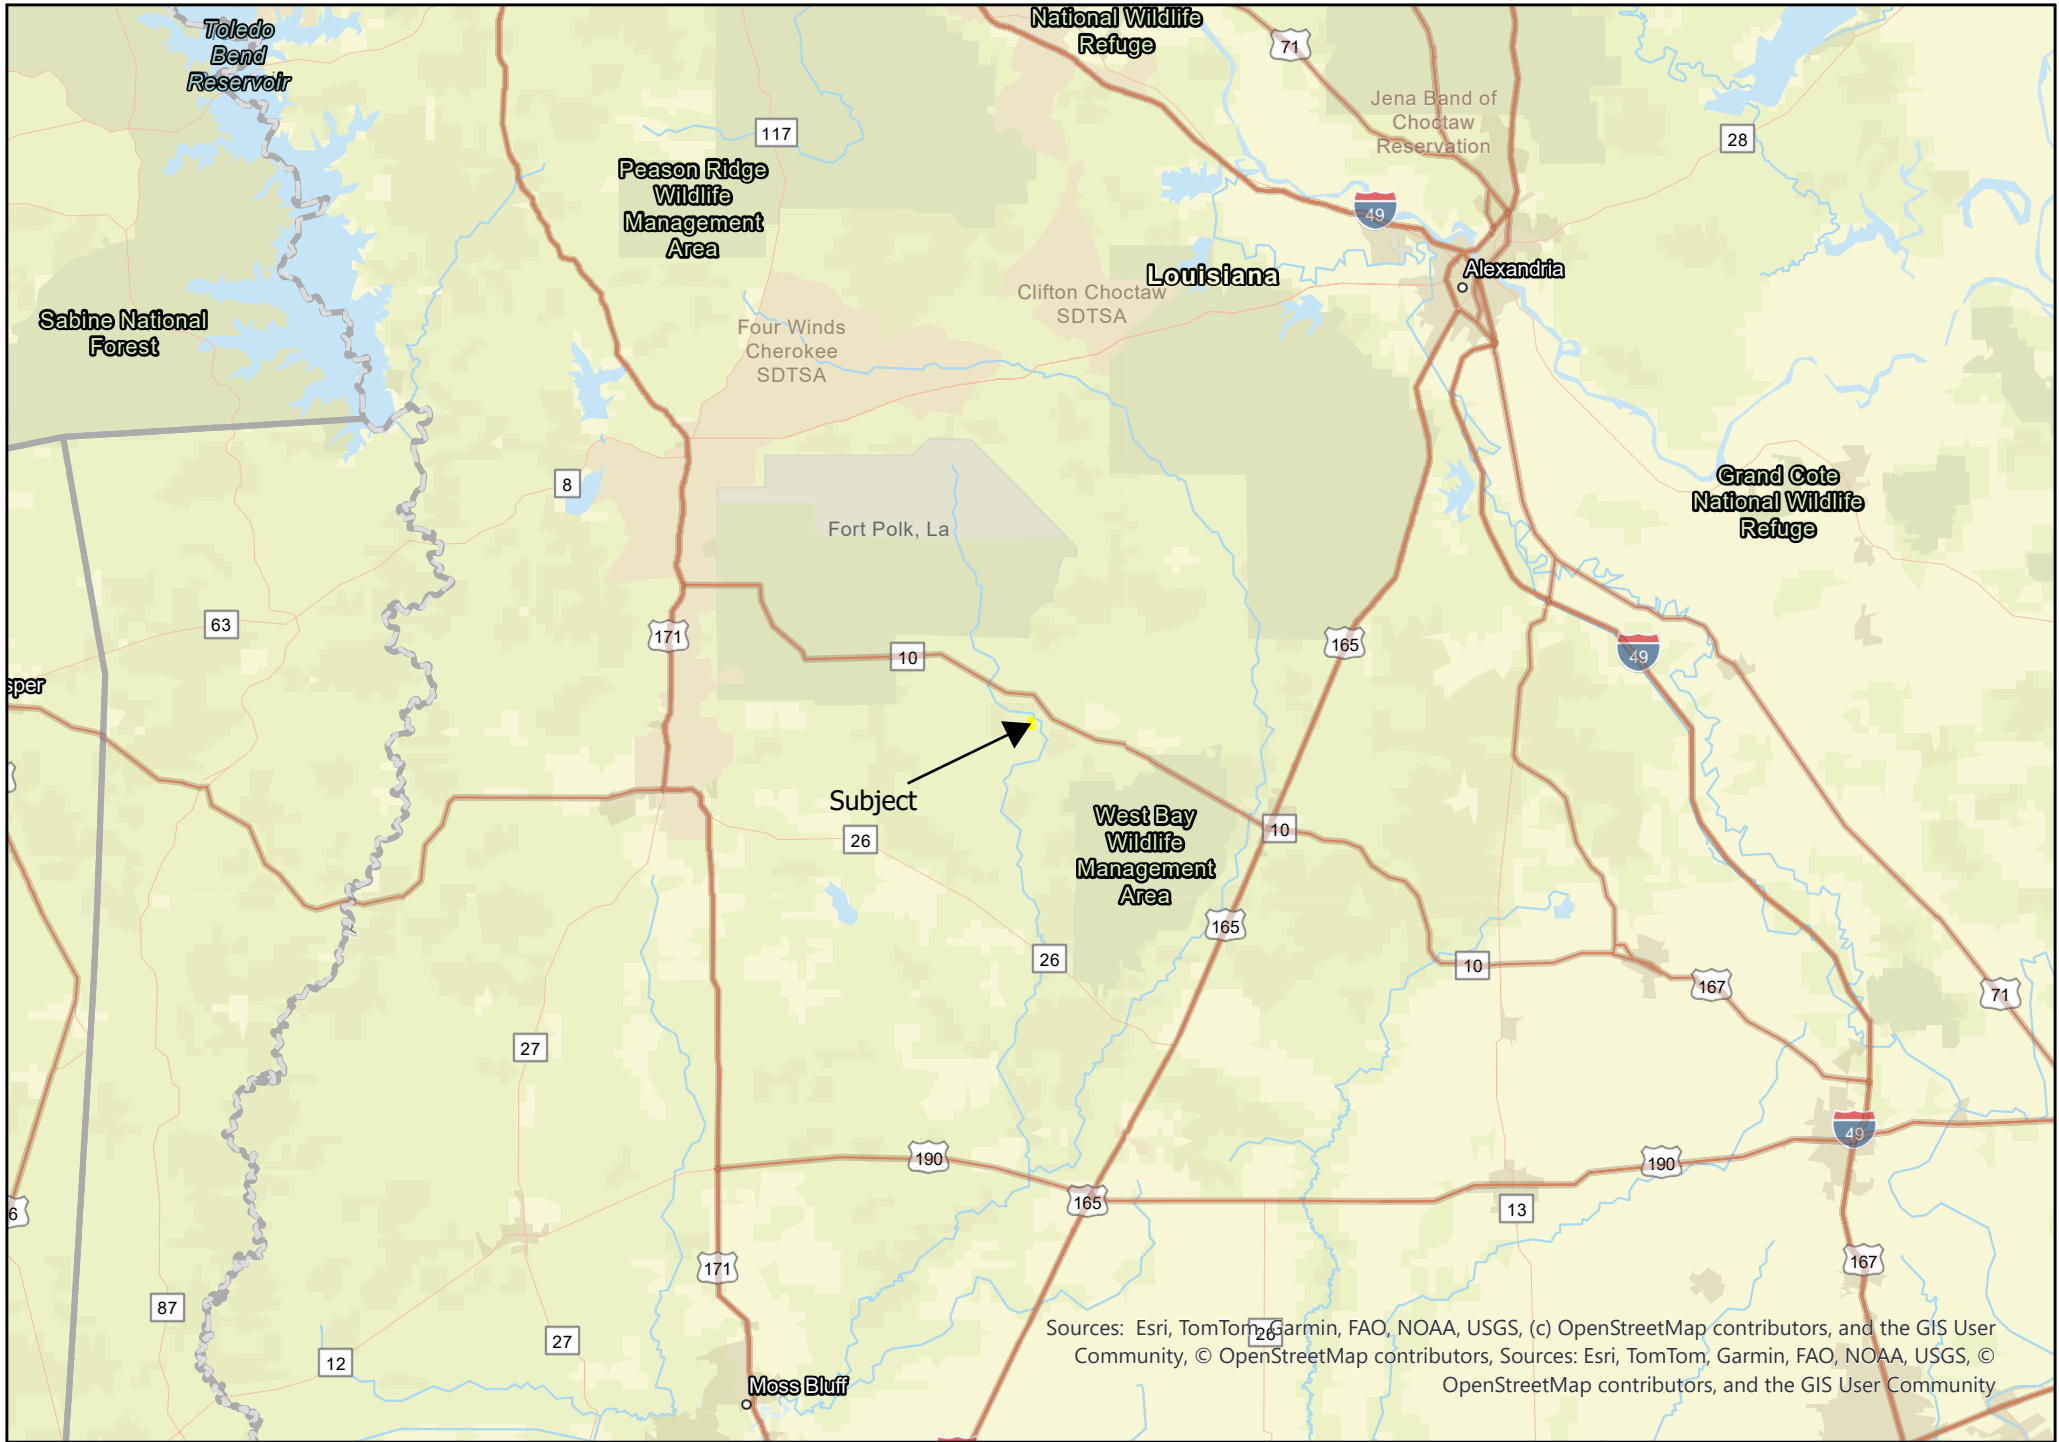 Toledo
Bend
Reservoir
National Wildlife
Refuge
71
Jena Band of
Choctaw
Reservation
28
117
Peason Ridge
Wildlife
Management
Area
49
Louisiana
Alexandria
Clifton Choctaw
SDTSA
Four Winds
Cherokee
SDTSA
Sabine National
Forest
8
Grand Cote
National Wildlife
Refuge
Fort Polk, La
63
171
10
165
49
sper
Subject
26
West Bay
Wildlife
Management
Area
10
165
26
10
167
71
27
190
165
190
49
13
6
171
167
87
27
12
26
Moss Bluff
Sources: Esri, TomTom, Garmin, FAO, NOAA, USGS, (c) OpenStreetMap contributors, and the GIS User
Community, © OpenStreetMap contributors, Sources: Esri, TomTom, Garmin, FAO, NOAA, USGS, ©
OpenStreetMap contributors, and the GIS User Community